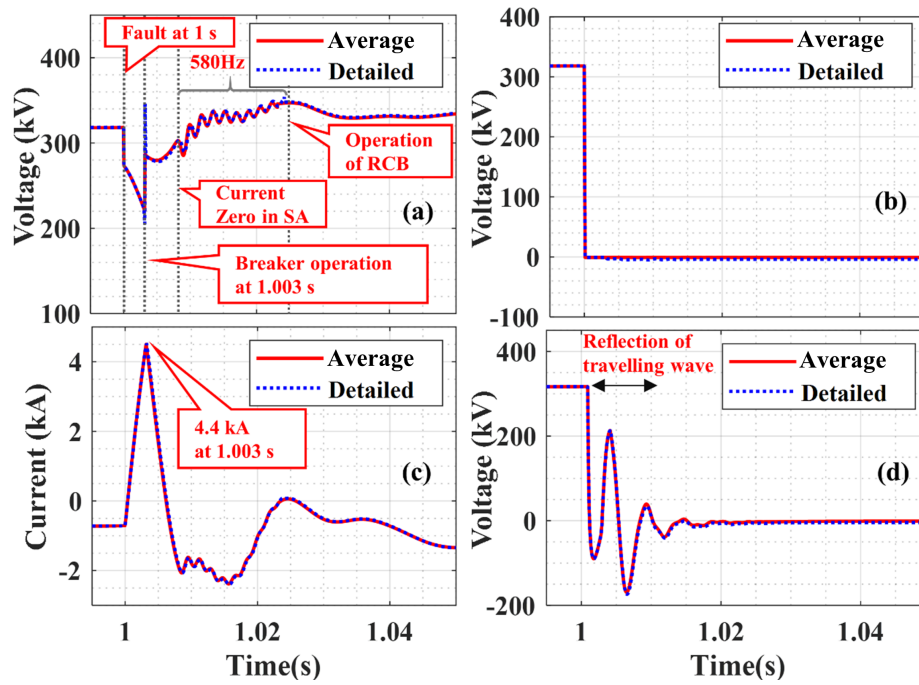 Fault at 1 s
580Hz
Average
Detailed
Operation
of RCB
Current
Zero in SA
Breaker operation
at 1.003 s
(a)
Voltage (kV)
400
300
200
100
Average
Detailed
(b)
Voltage (kV)
400
300
200
100
0
-100
Average
Detailed
4.4 kA
at 1.003 s
(c)
Current (kA)
4
2
0
-2
1
1.02
1.04
Time(s)
Reflection of
travelling wave
Average
Detailed
(d)
Voltage (kV)
400
200
0
-200
1
1.02
1.04
Time(s)